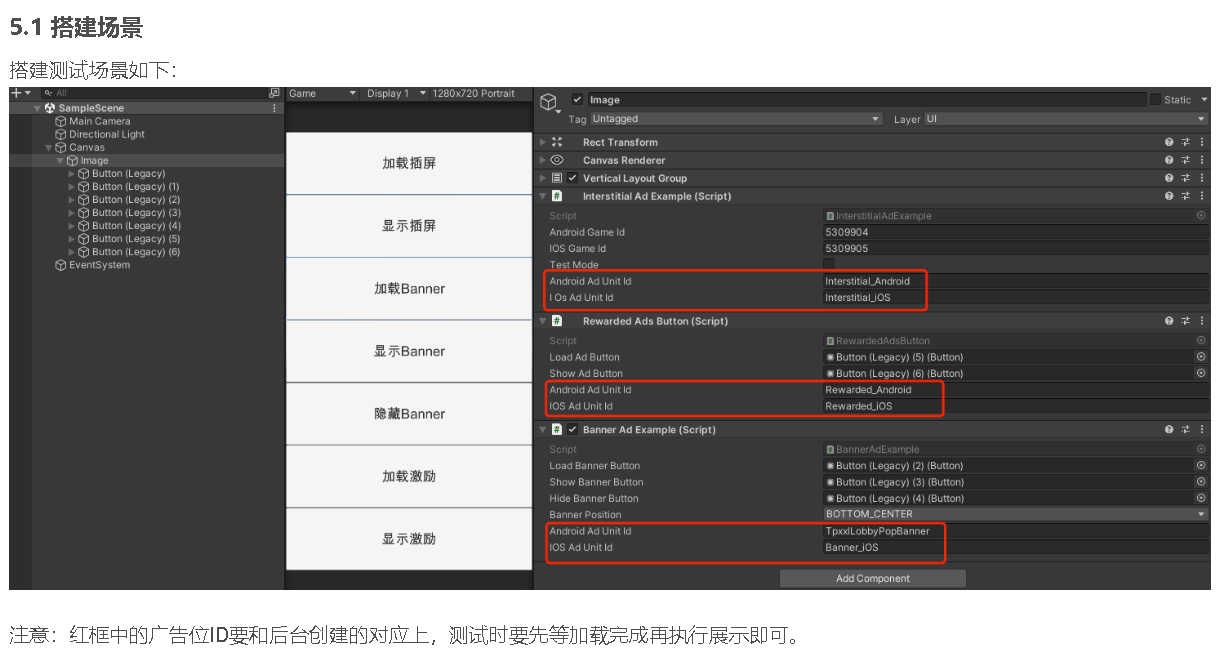 5.1 搭建场景
搭建测试场景如下：
All
SampleScene
Main Camera
Directional Light
Canvas
Image
Button (Legacy)
Button (Legacy) (1)
Button (Legacy) (2)
Button (Legacy) (3)
Button (Legacy) (4)
Button (Legacy) (5)
Button (Legacy) (6)
EventSystem
Game Display 1 1280x720 Portrait
加载插屏
显示插屏
加载Banner
显示Banner
隐藏Banner
加载激励
显示激励
Image Static
Tag Untagged Layer UI
Rect Transform
Canvas Renderer
Vertical Layout Group
Interstitial Ad Example (Script)
Script InterstitialAdExample
Android Game Id 5309904
IOS Game Id 5309905
Test Mode
Android Ad Unit Id Interstitial_Android
I Os Ad Unit Id Interstitial_iOS
Rewarded Ads Button (Script)
Script RewardedAdsButton
Load Ad Button Button (Legacy) (5) (Button)
Show Ad Button Button (Legacy) (6) (Button)
Android Ad Unit Id Rewarded_Android
IOS Ad Unit Id Rewarded_iOS
Banner Ad Example (Script)
Script BannerAdExample
Load Banner Button Button (Legacy) (2) (Button)
Show Banner Button Button (Legacy) (3) (Button)
Hide Banner Button Button (Legacy) (4) (Button)
Banner Position BOTTOM_CENTER
Android Ad Unit Id TpxxlLobbyPopBanner
IOS Ad Unit Id Banner_iOS
Add Component
注意：红框中的广告位ID要和后台创建的对应上，测试时要先等加载完成再执行展示即可。